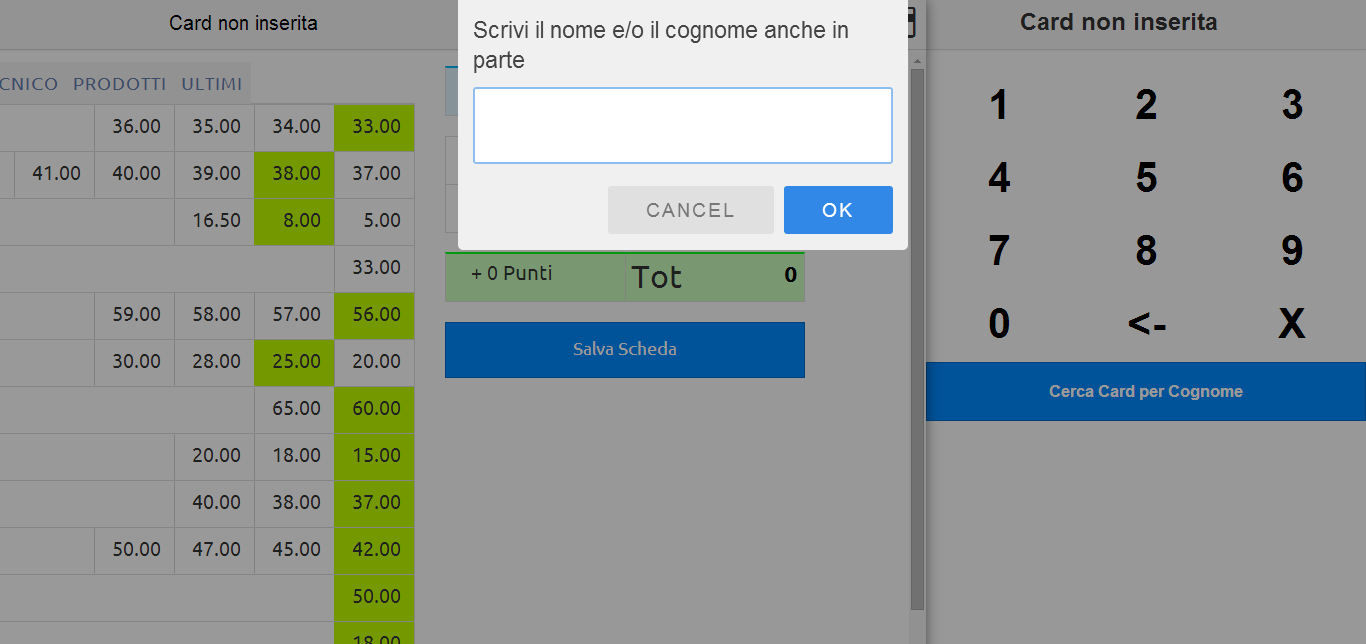 Card non inserita
CNICO PRODOTTI ULTIMI
36.00 35.00 34.00 33.00
41.00 40.00 39.00 38.00 37.00
16.50 8.00 5.00
33.00
59.00 58.00 57.00 56.00
30.00 28.00 25.00 20.00
65.00 60.00
20.00 18.00 15.00
40.00 38.00 37.00
50.00 47.00 45.00 42.00
50.00
18.00
Scrivi il nome e/o il cognome anche in
parte
CANCEL OK
+ 0 Punti Tot 0
Salva Scheda
Card non inserita
1 2 3
4 5 6
7 8 9
0 <- X
Cerca Card per Cognome